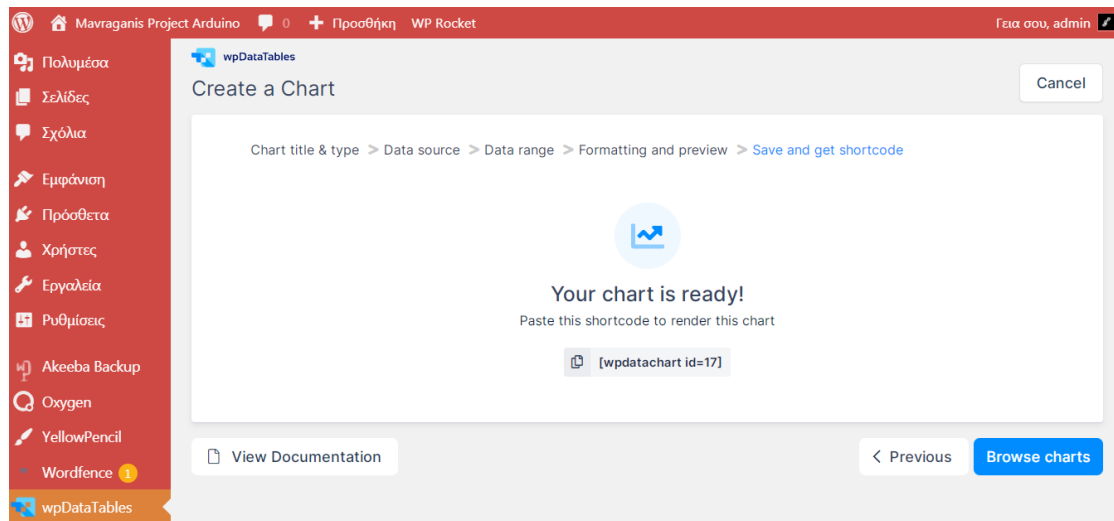 Mavraganis Project Arduino 0 Προσθήκη WP Rocket Γεια σου, admin
Πολυμέσα
Σελίδες
Σχόλια
Εμφάνιση
Πρόσθετα
Χρήστες
Εργαλεία
Ρυθμίσεις
Akeeba Backup
Oxygen
YellowPencil
Wordfence 1
wpDataTables
wpDataTables
Create a Chart
Cancel
Chart title & type > Data source > Data range > Formatting and preview > Save and get shortcode
Your chart is ready!
Paste this shortcode to render this chart
[wpdatachart id=17]
View Documentation
< Previous
Browse charts